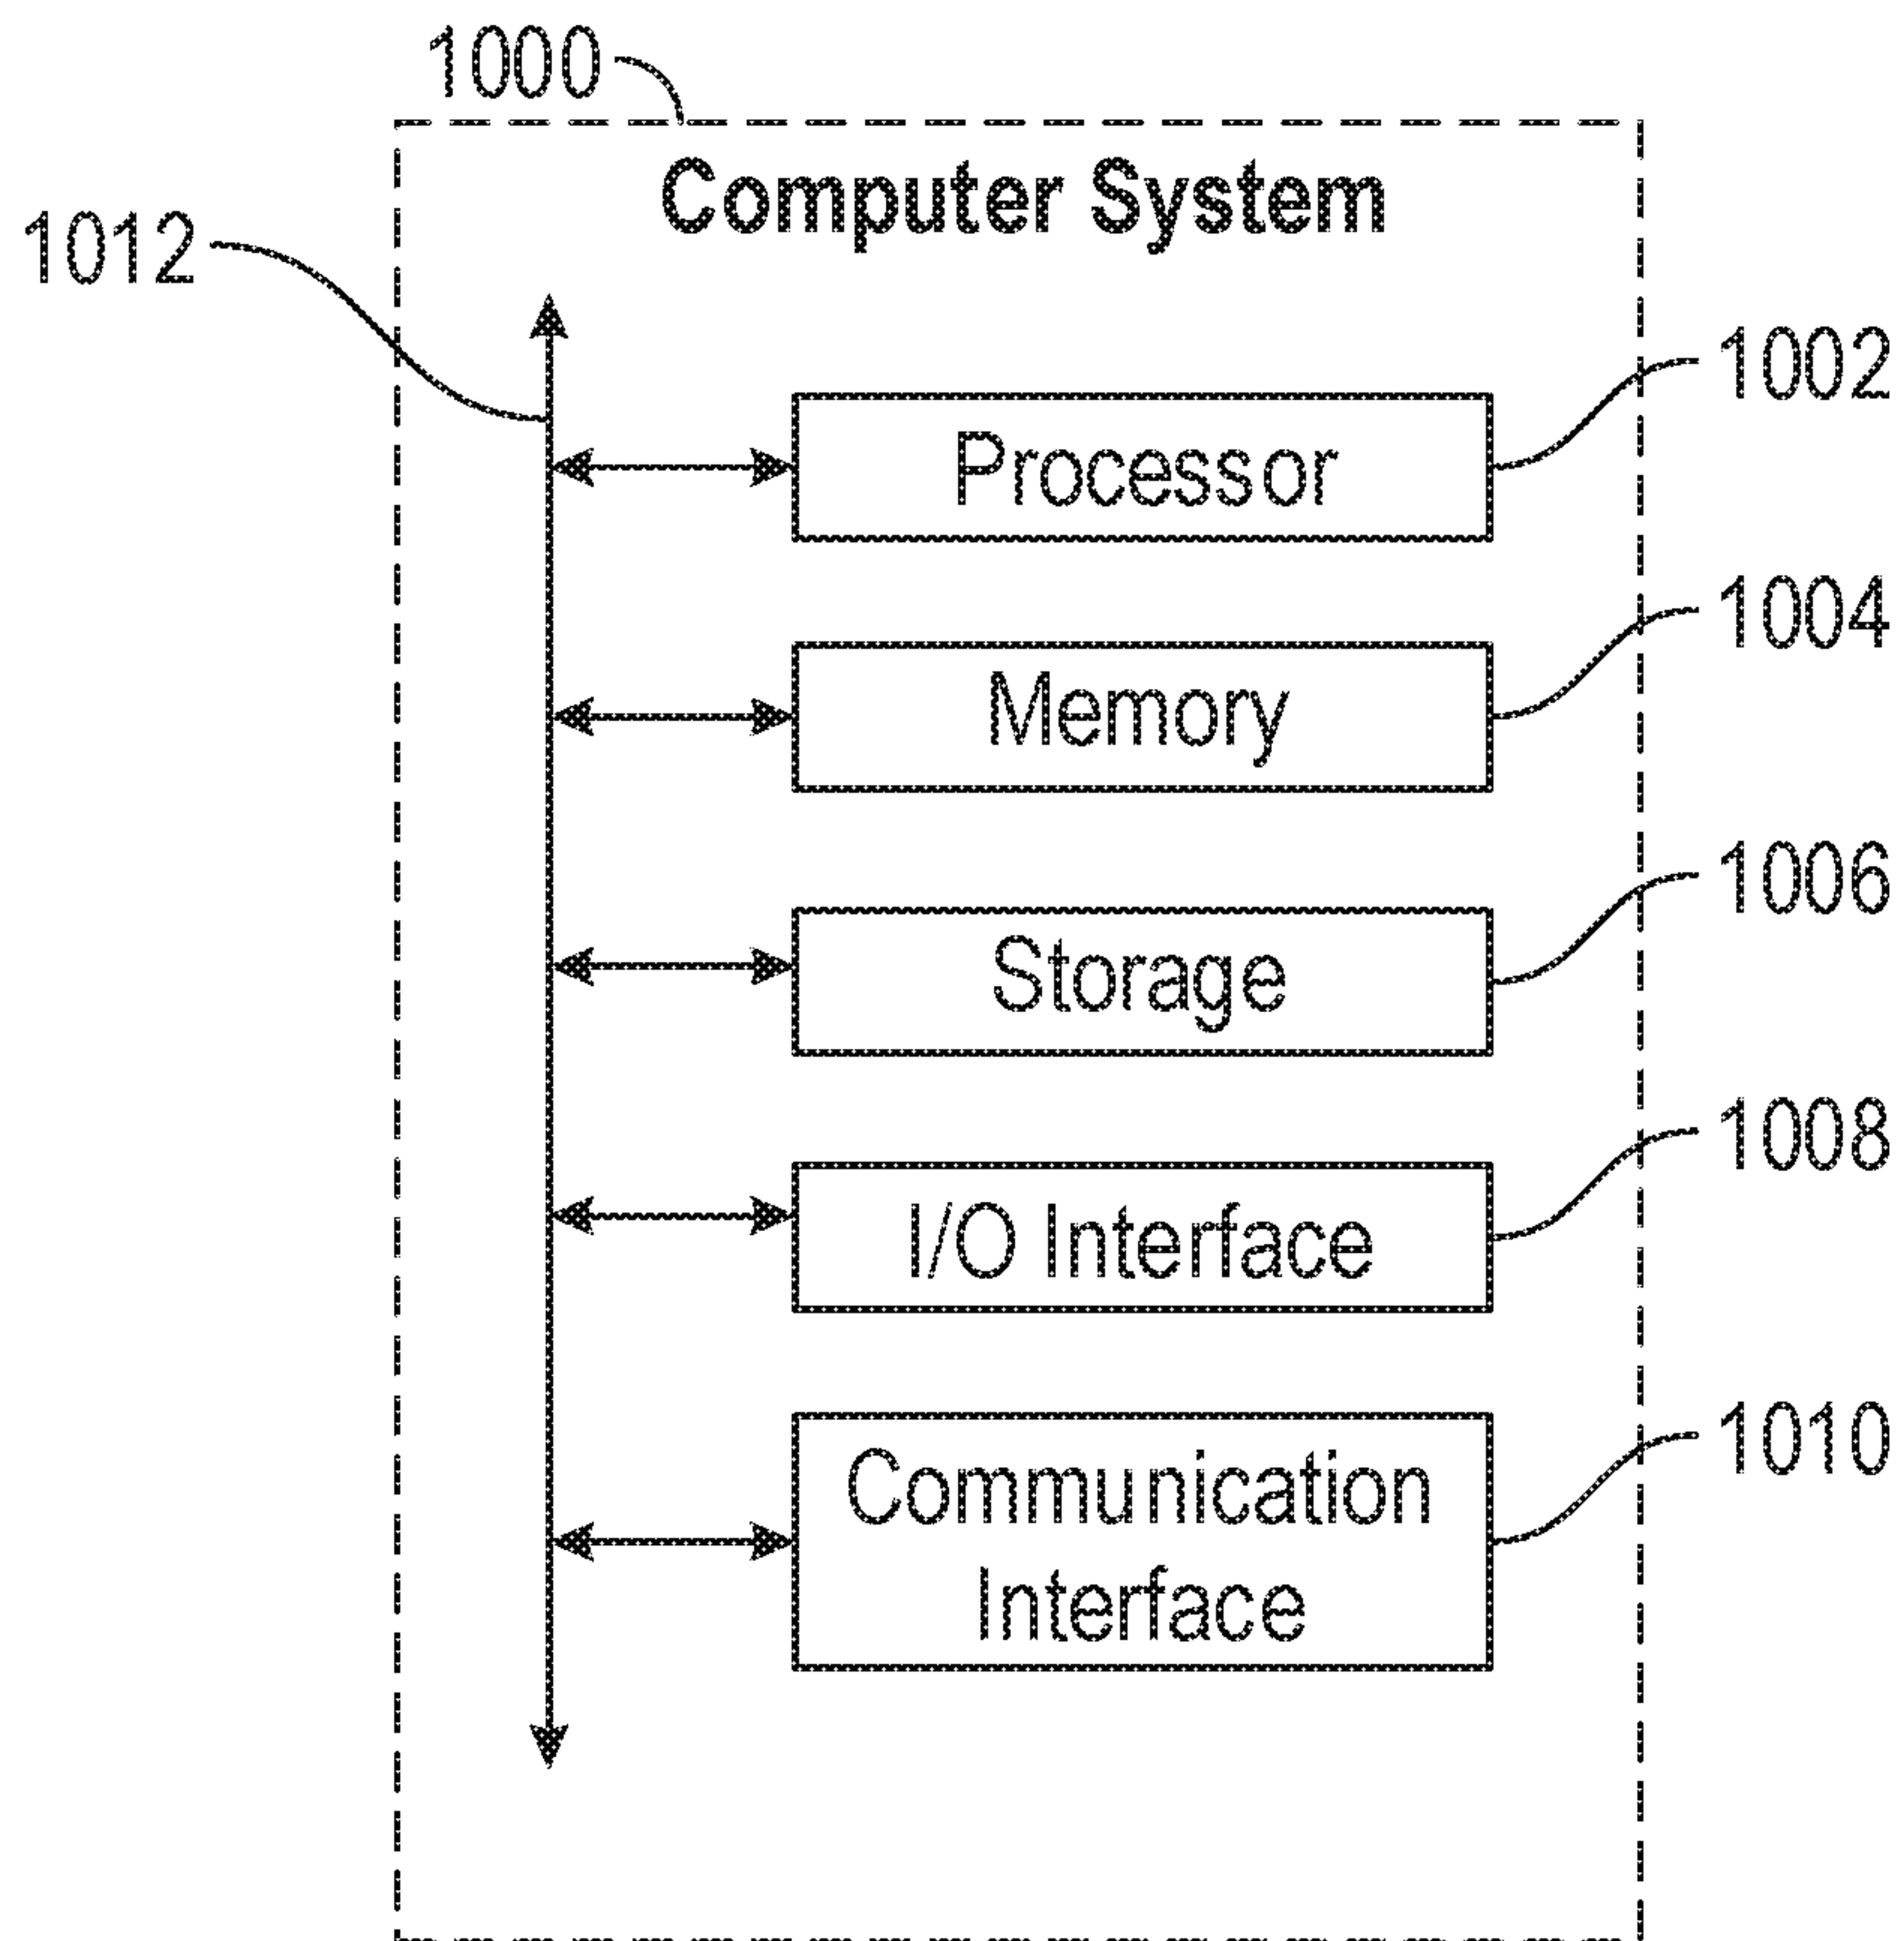 1000
Computer System
1012
1002
Processor
1004
Memory
1006
Storage
1008
I/O Interface
1010
Communication
Interface